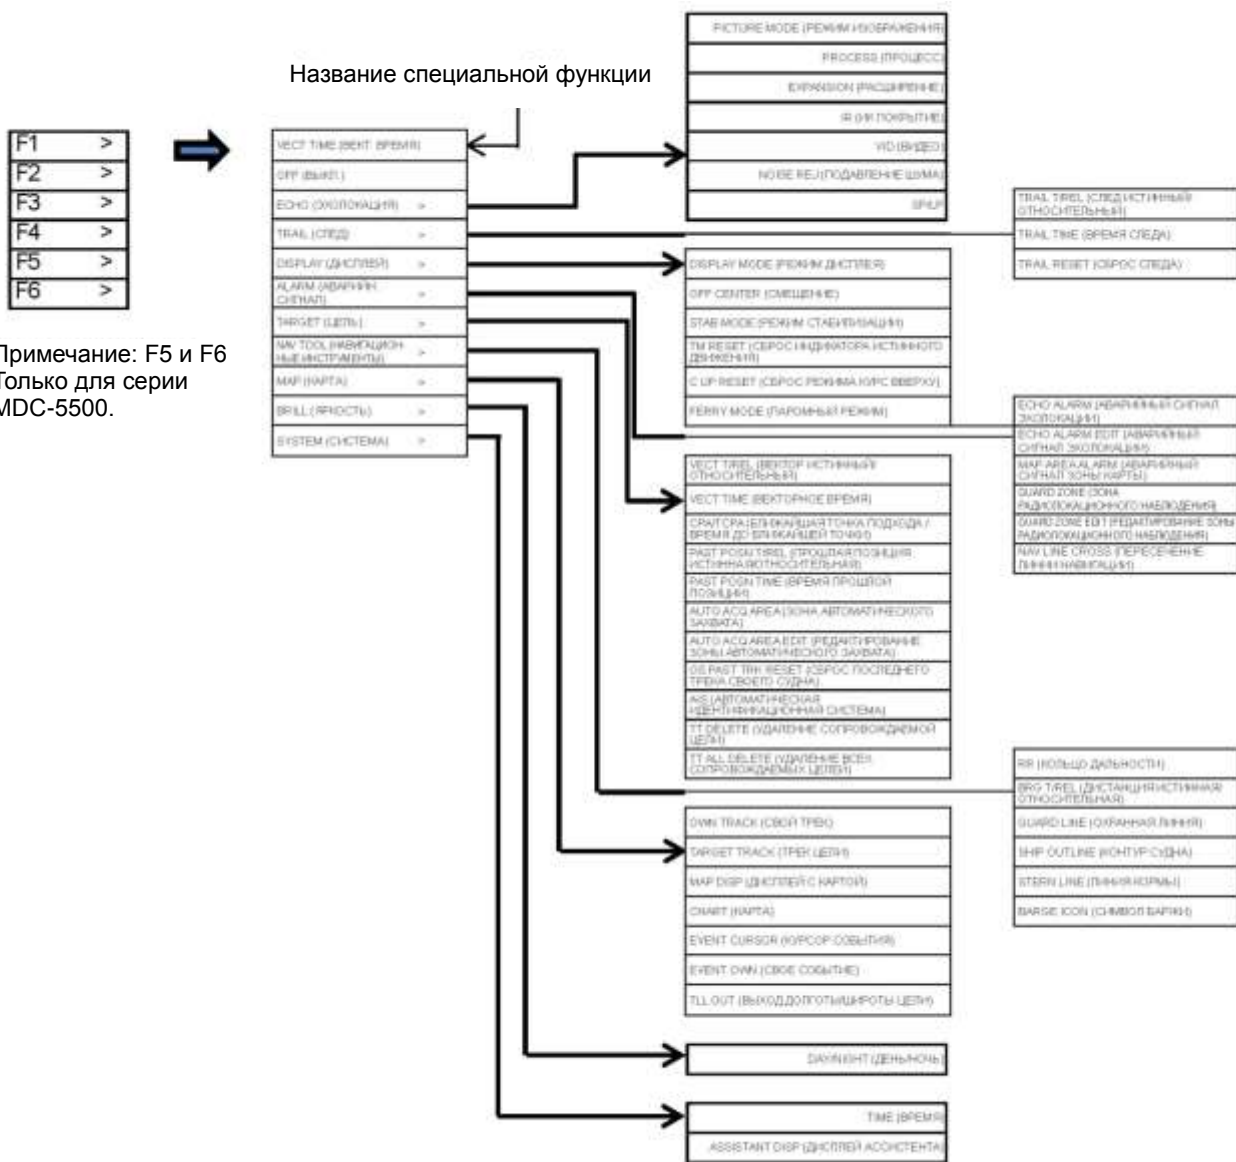 Название специальной функции
F1 >
F2 >
F3 >
F4 >
F5 >
F6 >
Примечание: F5 и F6
Только для серии
MDC-5500.
VECT TIME (ВЕКТ. ВРЕМЯ)
OFF (ВЫКЛ.)
ECHO (ЭХОЛОКАЦИЯ) >
TRAIL (СЛЕД) >
DISPLAY (ДИСПЛЕЙ) >
ALARM (АВАРИЙН.
СИГНАЛ) >
TARGET (ЦЕЛЬ) >
NAV TOOL (НАВИГАЦИОН
НЫЕ ИНСТРУМЕНТЫ) >
MAP (КАРТА) >
BRILL (ЯРКОСТЬ) >
SYSTEM (СИСТЕМА) >
PICTURE MODE (РЕЖИМ ИЗОБРАЖЕНИЯ)
PROCESS (ПРОЦЕСС)
EXPANSION (РАСШИРЕНИЕ)
IR (ИР ПОКРЫТИЕ)
VID (ВИДЕО)
NOISE REJ (ПОДАВЛЕНИЕ ШУМА)
SP/LP
TRAIL T/REL (СЛЕД ИСТИННЫЙ/
ОТНОСИТЕЛЬНЫЙ)
TRAIL TIME (ВРЕМЯ СЛЕДА)
TRAIL RESET (СБРОС СЛЕДА)
DISPLAY MODE (РЕЖИМ ДИСПЛЕЯ)
OFF CENTER (СМЕЩЕНИЕ)
STAB MODE (РЕЖИМ СТАБИЛИЗАЦИИ)
TM RESET (СБРОС ИНДИКАТОРА ИСТИННОГО
ДВИЖЕНИЯ)
C UP RESET (СБРОС РЕЖИМА КУРС ВВЕРХУ)
FERRY MODE (ПАРОМНЫЙ РЕЖИМ)
ECHO ALARM (АВАРИЙНЫЙ СИГНАЛ
ЭХОЛОКАЦИИ)
ECHO ALARM EDIT (АВАРИЙНЫЙ
СИГНАЛ ЭХОЛОКАЦИИ)
MAP AREA ALARM (АВАРИЙНЫЙ
СИГНАЛ ЗОНЫ КАРТЫ)
GUARD ZONE (ЗОНА
РАДИОЛОКАЦИОННОГО НАБЛЮДЕНИЯ)
GUARD ZONE EDIT (РЕДАКТИРОВАНИЕ ЗОНЫ
РАДИОЛОКАЦИОННОГО НАБЛЮДЕНИЯ)
NAV LINE CROSS (ПЕРЕСЕЧЕНИЕ
ЛИНИИ НАВИГАЦИИ)
VECT T/REL (ВЕКТОР ИСТИННЫЙ/
ОТНОСИТЕЛЬНЫЙ)
VECT TIME (ВЕКТОРНОЕ ВРЕМЯ)
CPA/TCPA (БЛИЖАЙШАЯ ТОЧКА ПОДХОДА /
ВРЕМЯ ДО БЛИЖАЙШЕЙ ТОЧКИ)
PAST POSN T/REL (ПРОШЛАЯ ПОЗИЦИЯ
ИСТИННАЯ/ОТНОСИТЕЛЬНАЯ)
PAST POSN TIME (ВРЕМЯ ПРОШЛОЙ
ПОЗИЦИИ)
AUTO ACQ AREA (ЗОНА АВТОМАТИЧЕСКОГО
ЗАХВАТА)
AUTO ACQ AREA EDIT (РЕДАКТИРОВАНИЕ
ЗОНЫ АВТОМАТИЧЕСКОГО ЗАХВАТА)
OS PAST TRK RESET (СБРОС ПОСЛЕДНЕГО
ТРЕКА СВОЕГО СУДНА)
AIS (АВТОМАТИЧЕСКАЯ
ИДЕНТИФИКАЦИОННАЯ СИСТЕМА)
TT DELETE (УДАЛЕНИЕ СОПРОВОЖДАЕМОЙ
ЦЕЛИ)
TT ALL DELETE (УДАЛЕНИЕ ВСЕХ
СОПРОВОЖДАЕМЫХ ЦЕЛЕЙ)
RR (КОЛЬЦО ДАЛЬНОСТИ)
BRG T/REL (ДИСТАНЦИЯ ИСТИННАЯ/
ОТНОСИТЕЛЬНАЯ)
GUARD LINE (ОХРАННАЯ ЛИНИЯ)
SHIP OUTLINE (КОНТУР СУДНА)
STERN LINE (ЛИНИЯ КОРМЫ)
BARGE ICON (СИМВОЛ БАРЖИ)
OWN TRACK (СВОЙ ТРЕК)
TARGET TRACK (ТРЕК ЦЕЛИ)
MAP DISP (ДИСПЛЕЙ С КАРТОЙ)
CHART (КАРТА)
EVENT CURSOR (КУРСОР СОБЫТИЯ)
EVENT OWN (СВОЕ СОБЫТИЕ)
TLL OUT (ВЫХОД ДОЛГОТЫ/ШИРОТЫ ЦЕЛИ)
DAY/NIGHT (ДЕНЬ/НОЧЬ)
TIME (ВРЕМЯ)
ASSISTANT DISP (ДИСПЛЕЙ АССИСТЕНТА)